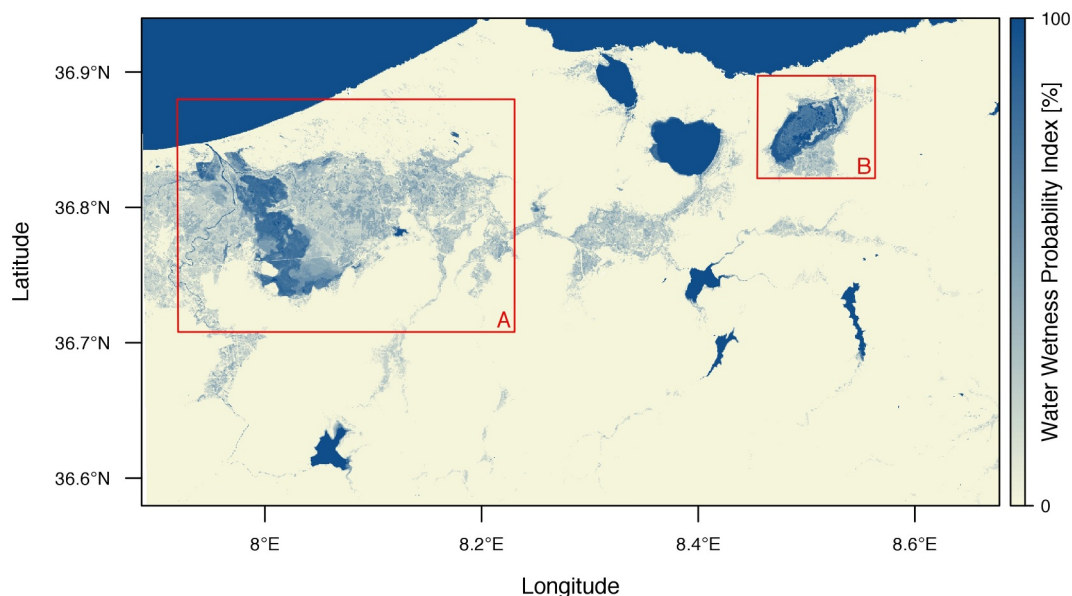 100
36.9°N
B
36.8°N
A
36.7°N
36.6°N
0
8°E
8.2°E
8.4°E
8.6°E
Latitude
Longitude
Water Wetness Probability Index [%]